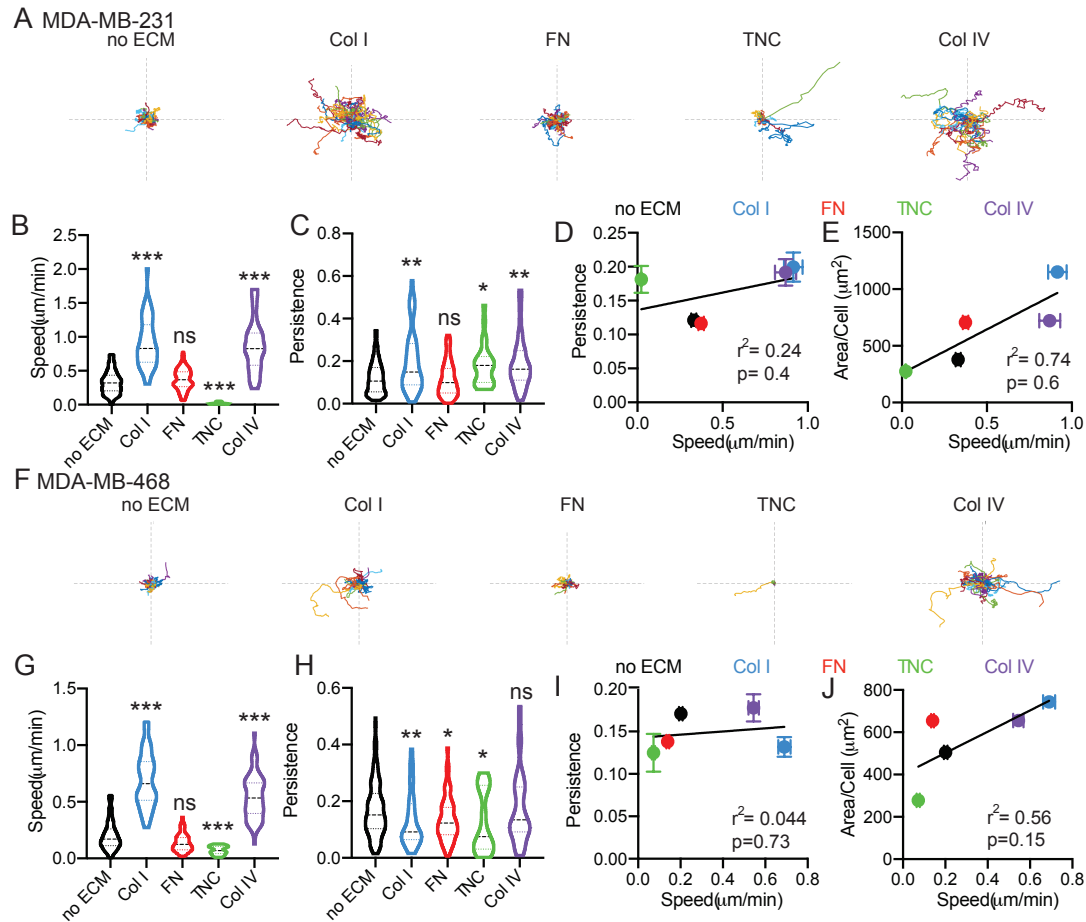 A MDA-MB-231
no ECM Col I FN TNC Col IV
no ECM Col I FN TNC Col IV
B
Speed(μm/min)
2.5
2.0
1.5
1.0
0.5
0.0
*** ns *** ***
no ECM Col I FN TNC Col IV
C
Persistence
0.8
0.6
0.4
0.2
0.0
** ns * **
no ECM Col I FN TNC Col IV
D
Persistence
0.25
0.20
0.15
0.10
0.05
0.00
r²= 0.24
p= 0.4
0.0 0.5 1.0
Speed(μm/min)
E
Area/Cell (μm²)
1500
1000
500
0
r²= 0.74
p= 0.6
0.0 0.5 1.0
Speed(μm/min)
F MDA-MB-468
no ECM Col I FN TNC Col IV
no ECM Col I FN TNC Col IV
G
Speed(μm/min)
1.5
1.0
0.5
0.0
*** ns *** ***
no ECM Col I FN TNC Col IV
H
Persistence
0.6
0.4
0.2
0.0
** * * ns
no ECM Col I FN TNC Col IV
I
Persistence
0.20
0.15
0.10
0.05
0.00
r²= 0.044
p=0.73
0.0 0.2 0.4 0.6 0.8
Speed(μm/min)
J
Area/Cell (μm²)
800
600
400
200
0
r²= 0.56
p=0.15
0.0 0.2 0.4 0.6 0.8
Speed(μm/min)